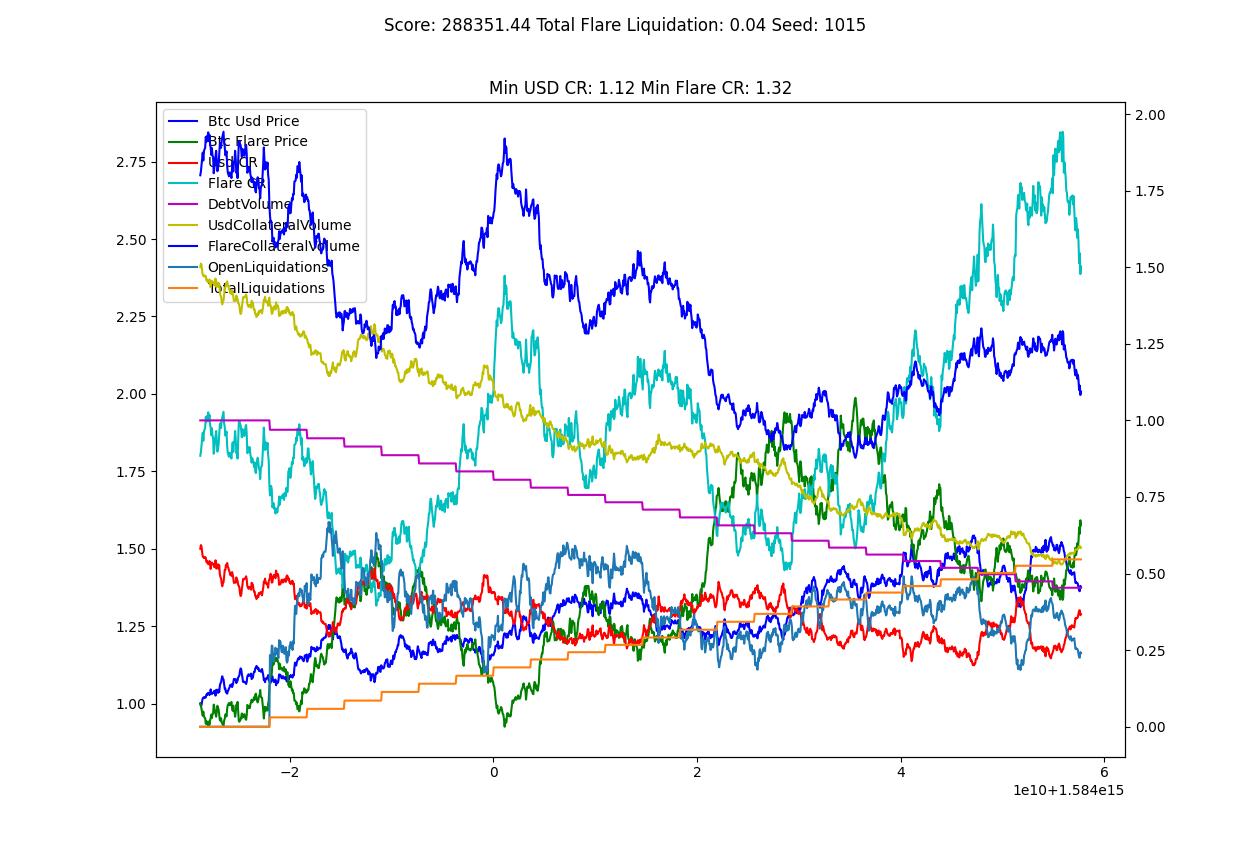 Score: 288351.44 Total Flare Liquidation: 0.04 Seed: 1015
Min USD CR: 1.12 Min Flare CR: 1.32
Btc Usd Price
Btc Flare Price
Usd CR
Flare CR
DebtVolume
UsdCollateralVolume
FlareCollateralVolume
OpenLiquidations
TotalLiquidations
2.75
2.50
2.25
2.00
1.75
1.50
1.25
1.00
2.00
1.75
1.50
1.25
1.00
0.75
0.50
0.25
0.00
−2
0
2
4
6
1e10+1.584e15